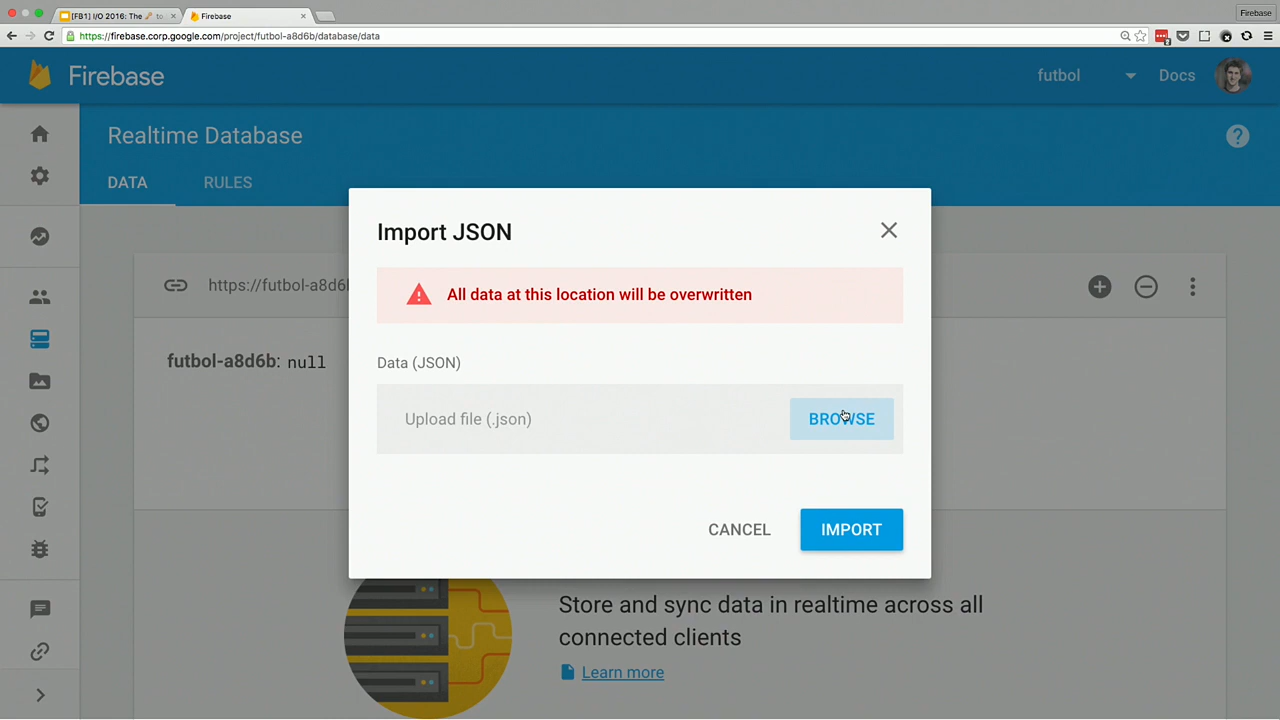 [FB1] I/O 2016: The
to
Firebase
Firebase
https://firebase.corp.google.com/project/futbol-a8d6b/database/data
Firebase
futbol
Docs
Realtime Database
DATA
RULES
Import JSON
https://futbol-a8d6b
All data at this location will be overwritten
futbol-a8d6b: null
Data (JSON)
Upload file (.json)
BROWSE
CANCEL
IMPORT
Store and sync data in realtime across all
connected clients
Learn more